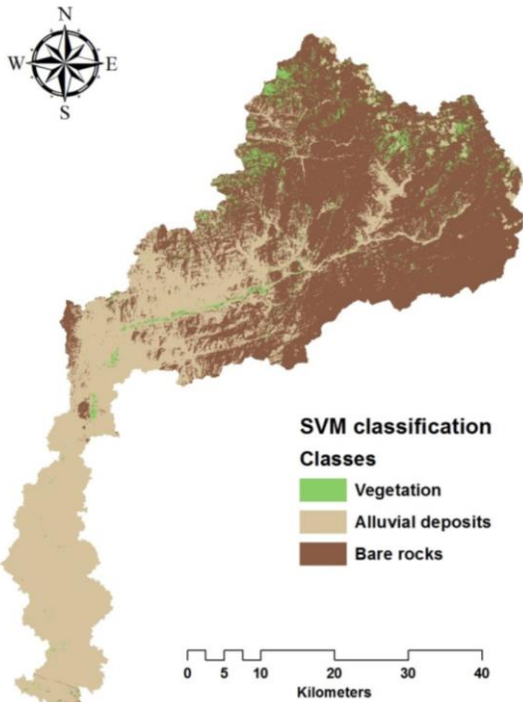 N
W E
S
SVM classification
Classes
Vegetation
Alluvial deposits
Bare rocks
0 5 10 20 30 40
Kilometers